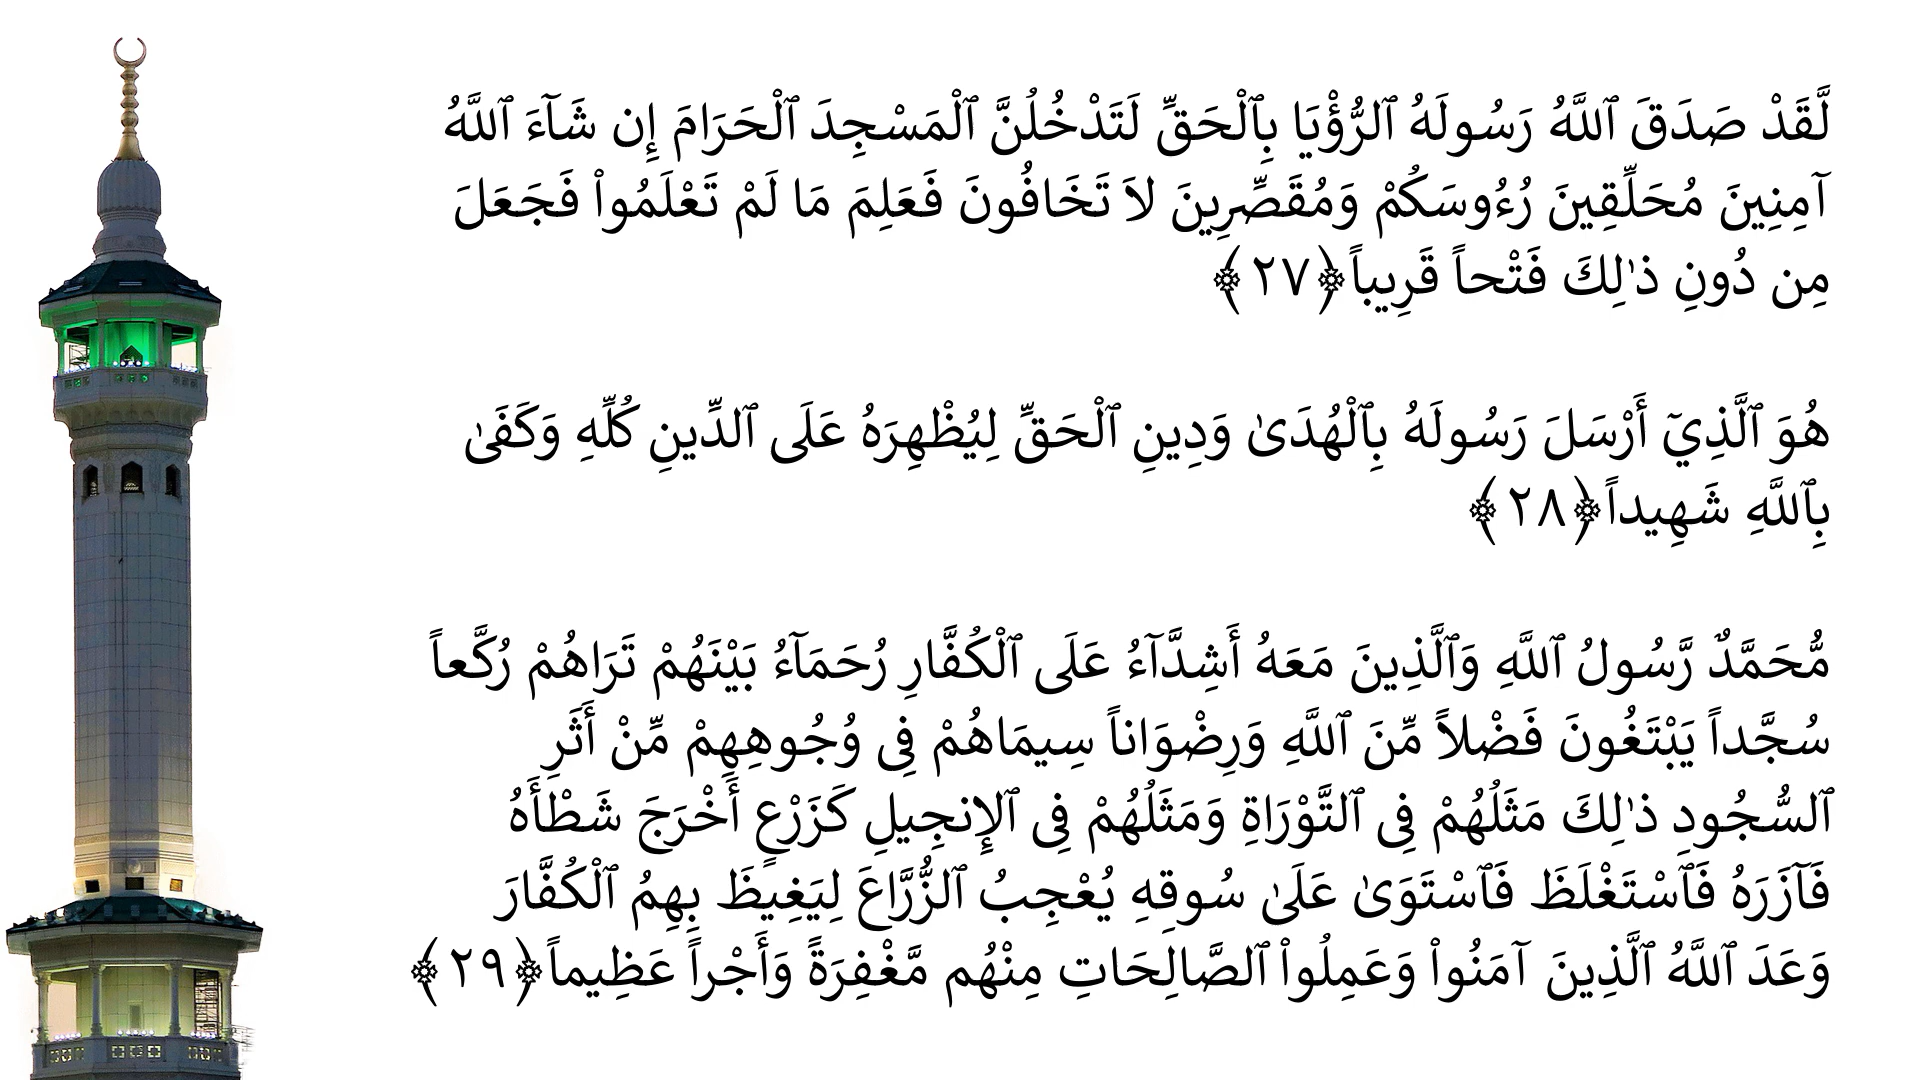 لَّقَدْ صَدَقَ ٱللَّهُ رَسُولَهُ ٱلرُّؤْيَا بِٱلْحَقِّ لَتَدْخُلُنَّ ٱلْمَسْجِدَ ٱلْحَرَامَ إِن شَآءَ ٱللَّهُ
آمِنِينَ مُحَلِّقِينَ رُءُوسَكُمْ وَمُقَصِّرِينَ لاَ تَخَافُونَ فَعَلِمَ مَا لَمْ تَعْلَمُواْ فَجَعَلَ
مِن دُونِ ذٰلِكَ فَتْحاً قَرِيباً﴿٢٧﴾
هُوَ ٱلَّذِيۤ أَرْسَلَ رَسُولَهُ بِٱلْهُدَىٰ وَدِينِ ٱلْحَقِّ لِيُظْهِرَهُ عَلَى ٱلدِّينِ كُلِّهِ وَكَفَىٰ
بِٱللَّهِ شَهِيداً﴿٢٨﴾
مُّحَمَّدٌ رَّسُولُ ٱللَّهِ وَٱلَّذِينَ مَعَهُ أَشِدَّآءُ عَلَى ٱلْكُفَّارِ رُحَمَآءُ بَيْنَهُمْ تَرَاهُمْ رُكَّعاً
سُجَّداً يَبْتَغُونَ فَضْلاً مِّنَ ٱللَّهِ وَرِضْوَاناً سِيمَاهُمْ فِى وُجُوهِهِمْ مِّنْ أَثَرِ
ٱلسُّجُودِ ذٰلِكَ مَثَلُهُمْ فِى ٱلتَّوْرَاةِ وَمَثَلُهُمْ فِى ٱلإِنجِيلِ كَزَرْعٍ أَخْرَجَ شَطْأَهُ
فَآزَرَهُ فَٱسْتَغْلَظَ فَٱسْتَوَىٰ عَلَىٰ سُوقِهِ يُعْجِبُ ٱلزُّرَّاعَ لِيَغِيظَ بِهِمُ ٱلْكُفَّارَ
وَعَدَ ٱللَّهُ ٱلَّذِينَ آمَنُواْ وَعَمِلُواْ ٱلصَّالِحَاتِ مِنْهُم مَّغْفِرَةً وَأَجْراً عَظِيماً﴿٢٩﴾